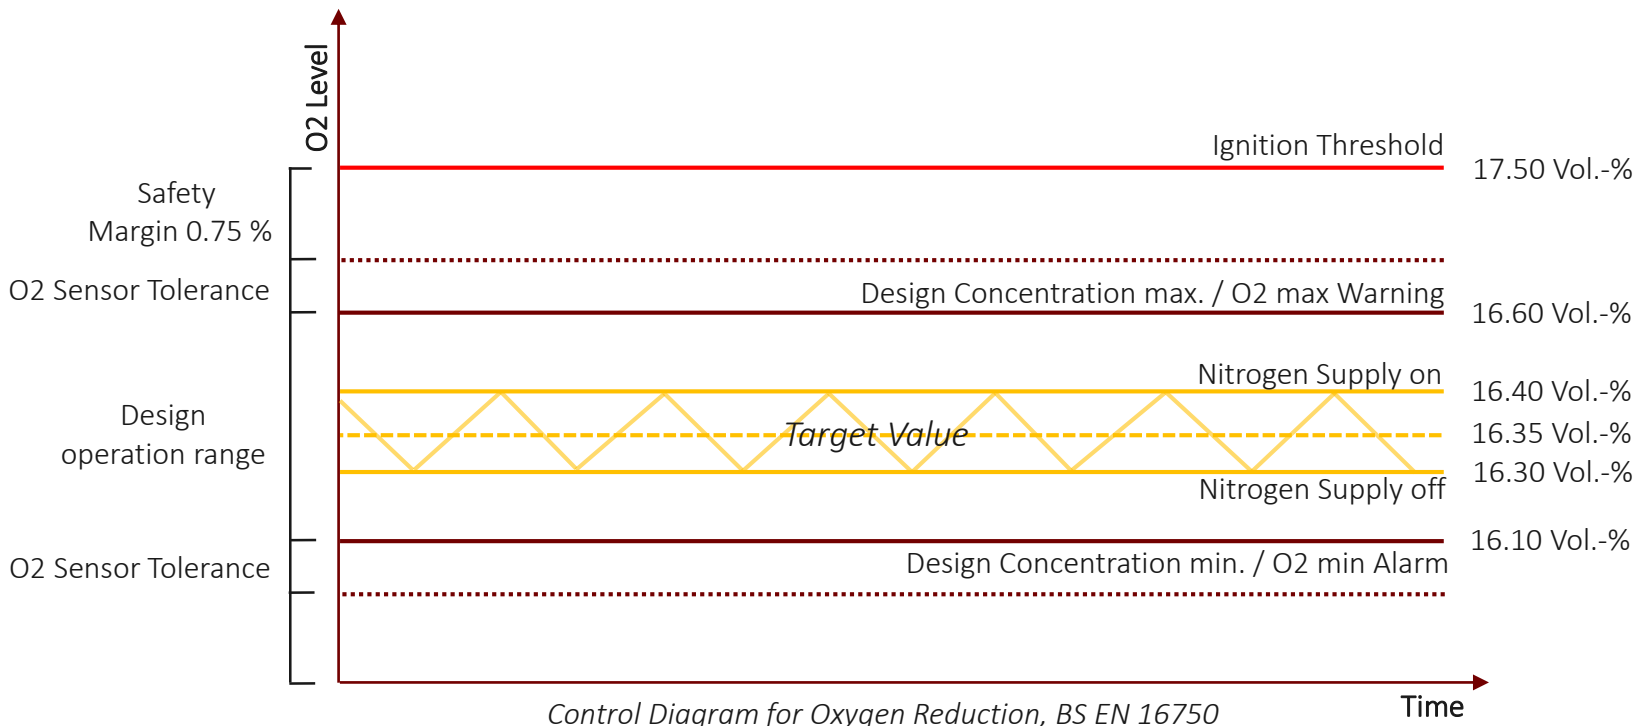 O2 Level
Ignition Threshold
17.50 Vol.-%
Safety
Margin 0.75 %
O2 Sensor Tolerance
Design Concentration max. / O2 max Warning
16.60 Vol.-%
Nitrogen Supply on
16.40 Vol.-%
Design
operation range
Target Value
16.35 Vol.-%
16.30 Vol.-%
Nitrogen Supply off
16.10 Vol.-%
O2 Sensor Tolerance
Design Concentration min. / O2 min Alarm
Time
Control Diagram for Oxygen Reduction, BS EN 16750